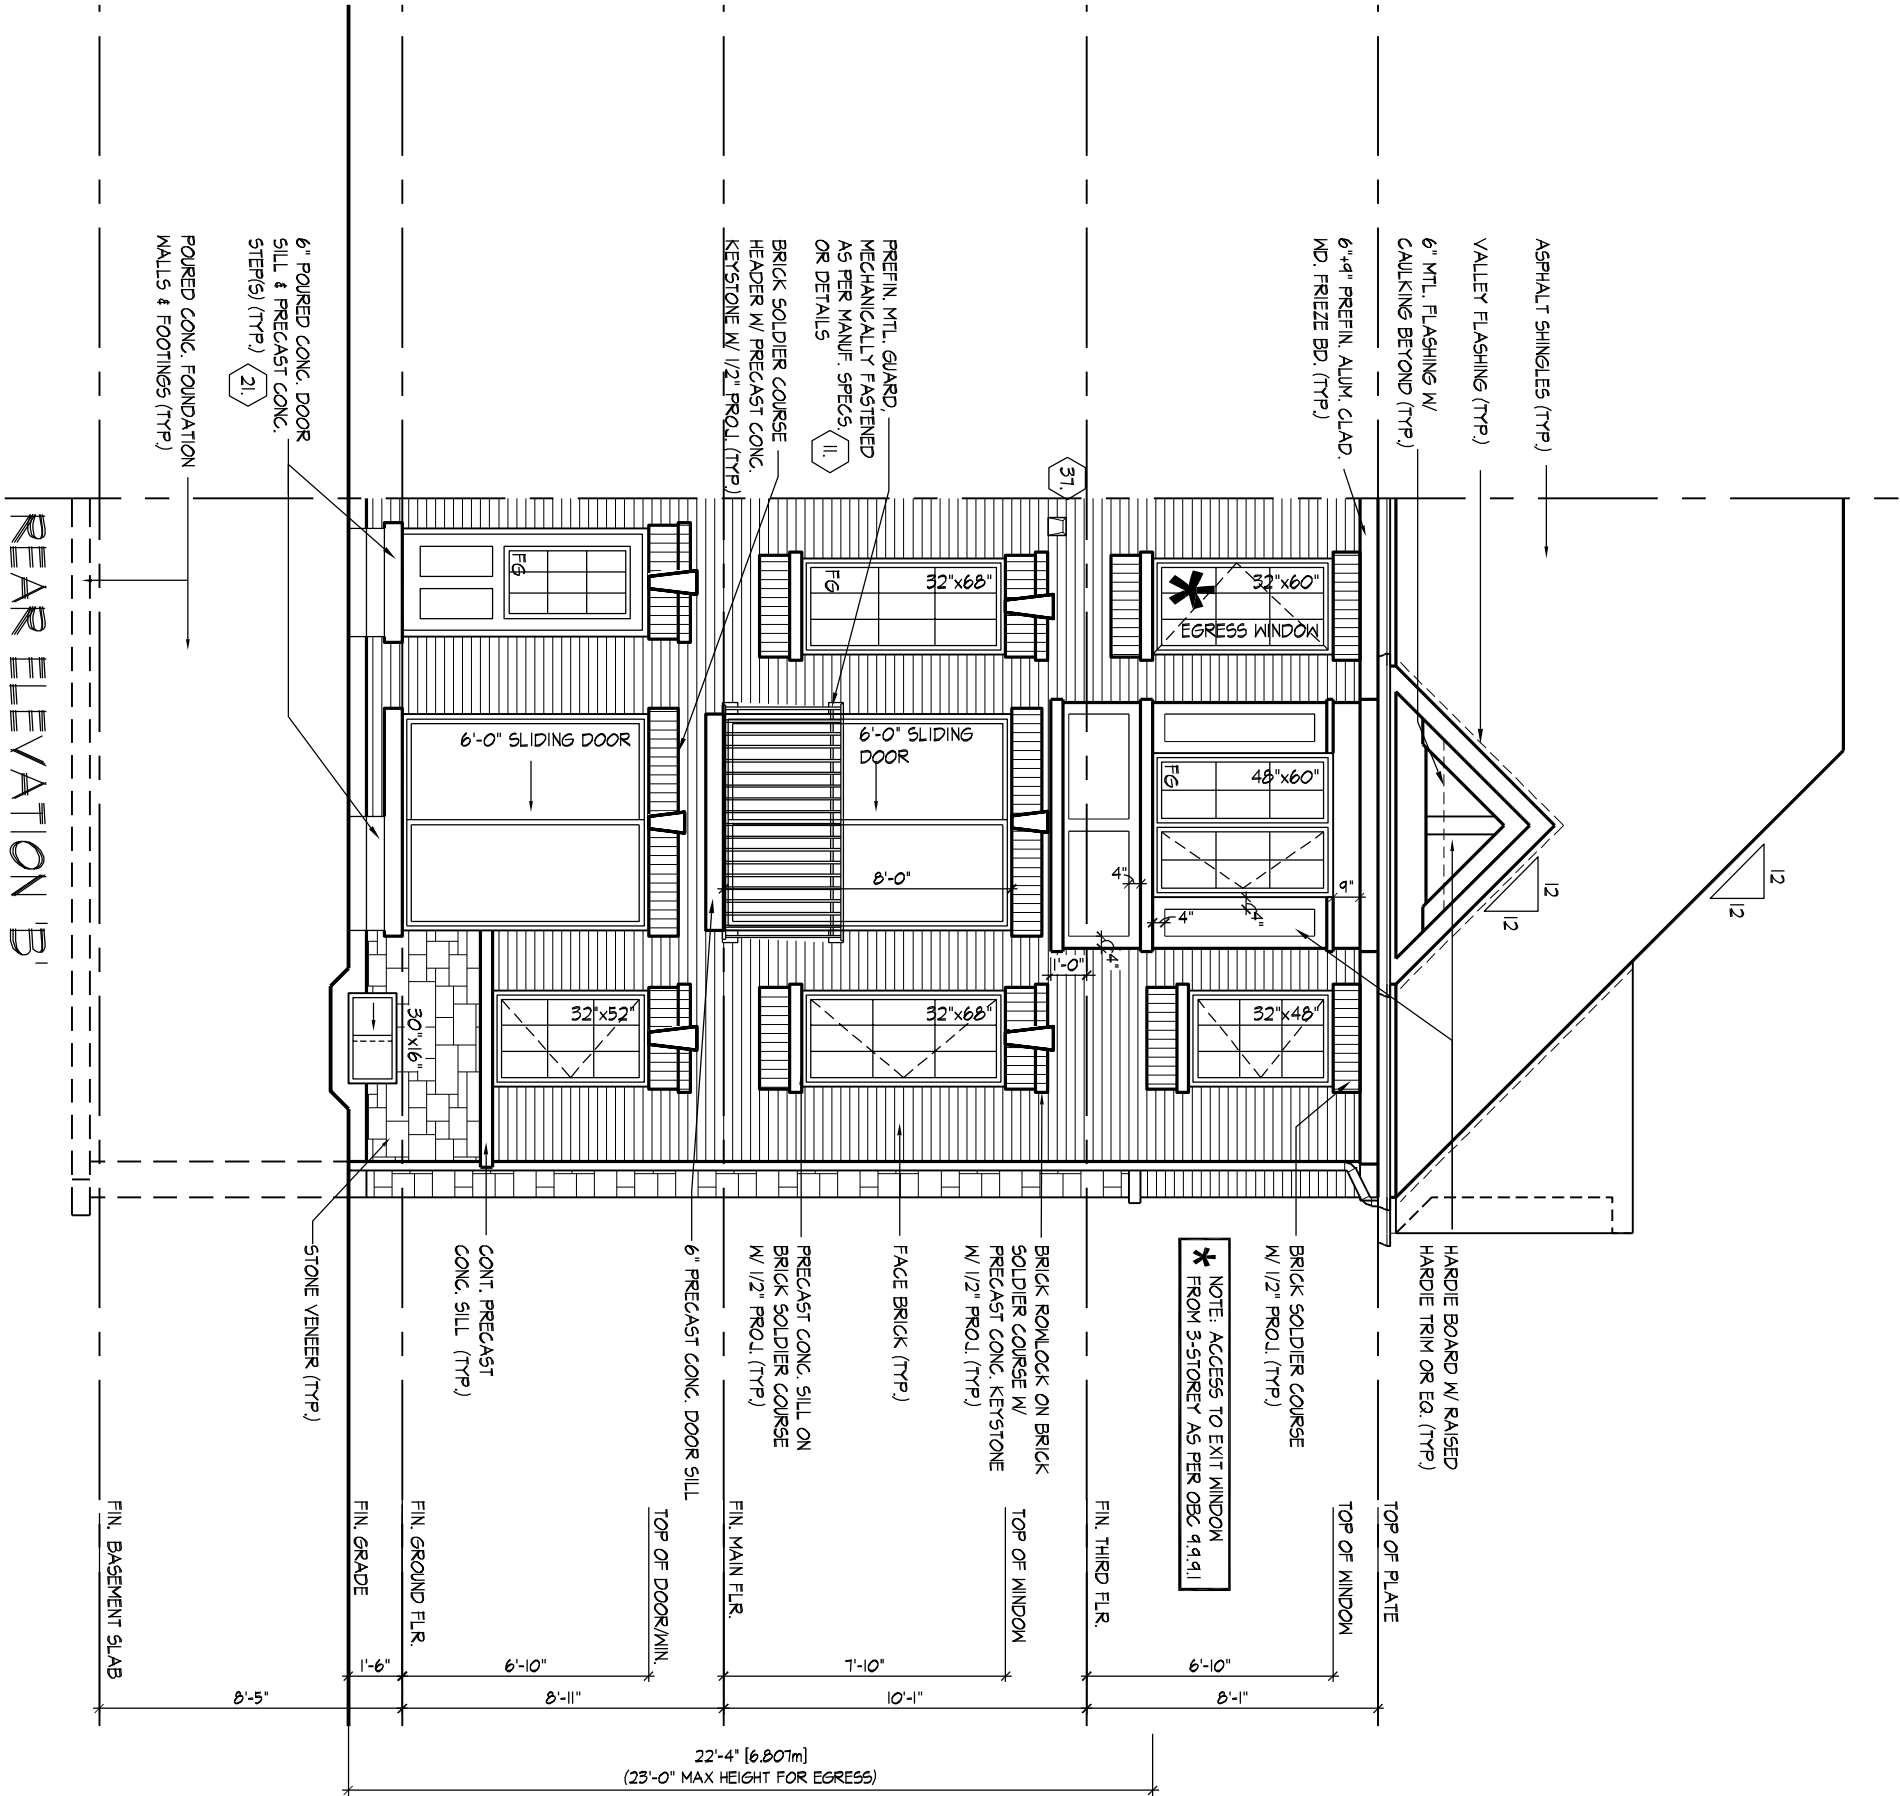 ASPHALT SHINGLES (TYP.)
VALLEY FLASHING (TYP.)
6" MTL. FLASHING W/
CAULKING BEYOND (TYP.)
6"+9" PREFIN. ALUM. CLAD.
WD. FRIEZE BD. (TYP.)
37.
PREFIN. MTL. GUARD,
MECHANICALLY FASTENED
AS PER MANUF. SPECS.
OR DETAILS
11.
BRICK SOLDIER COURSE
HEADER W/ PRECAST CONC.
KEYSTONE W/ 1/2" PROJ. (TYP.)
6" POURED CONC. DOOR
SILL & PRECAST CONC.
STEP(S) (TYP.)
21.
POURED CONC. FOUNDATION
WALLS & FOOTINGS (TYP.)
12
12
12
12
32"x60"
*
EGRESS WINDOW
48"x60"
FG
9"
4"
4"
4"
4"
1'-0"
32"x48"
32"x68"
FG
6'-0" SLIDING
DOOR
8'-0"
32"x68"
FG
6'-0" SLIDING DOOR
32"x52"
30"x16"
HARDIE BOARD W/ RAISED
HARDIE TRIM OR EQ. (TYP.)
BRICK SOLDIER COURSE
W/ 1/2" PROJ. (TYP.)
* NOTE: ACCESS TO EXIT WINDOW
FROM 3-STOREY AS PER OBC 9.9.9.1
BRICK ROWLOCK ON BRICK
SOLDIER COURSE W/
PRECAST CONC. KEYSTONE
W/ 1/2" PROJ. (TYP.)
FACE BRICK (TYP.)
PRECAST CONC. SILL ON
BRICK SOLDIER COURSE
W/ 1/2" PROJ. (TYP.)
6" PRECAST CONC. DOOR SILL
CONT. PRECAST
CONC. SILL (TYP.)
STONE VENEER (TYP.)
TOP OF PLATE
TOP OF WINDOW
FIN. THIRD FLR.
TOP OF WINDOW
FIN. MAIN FLR.
TOP OF DOOR/WIN.
FIN. GROUND FLR.
FIN. GRADE
FIN. BASEMENT SLAB
6'-10"
8'-1"
7'-10"
10'-1"
6'-10"
8'-11"
1'-6"
8'-5"
22'-4" [6.807m]
(23'-0" MAX HEIGHT FOR EGRESS)
REAR ELEVATION 'B'